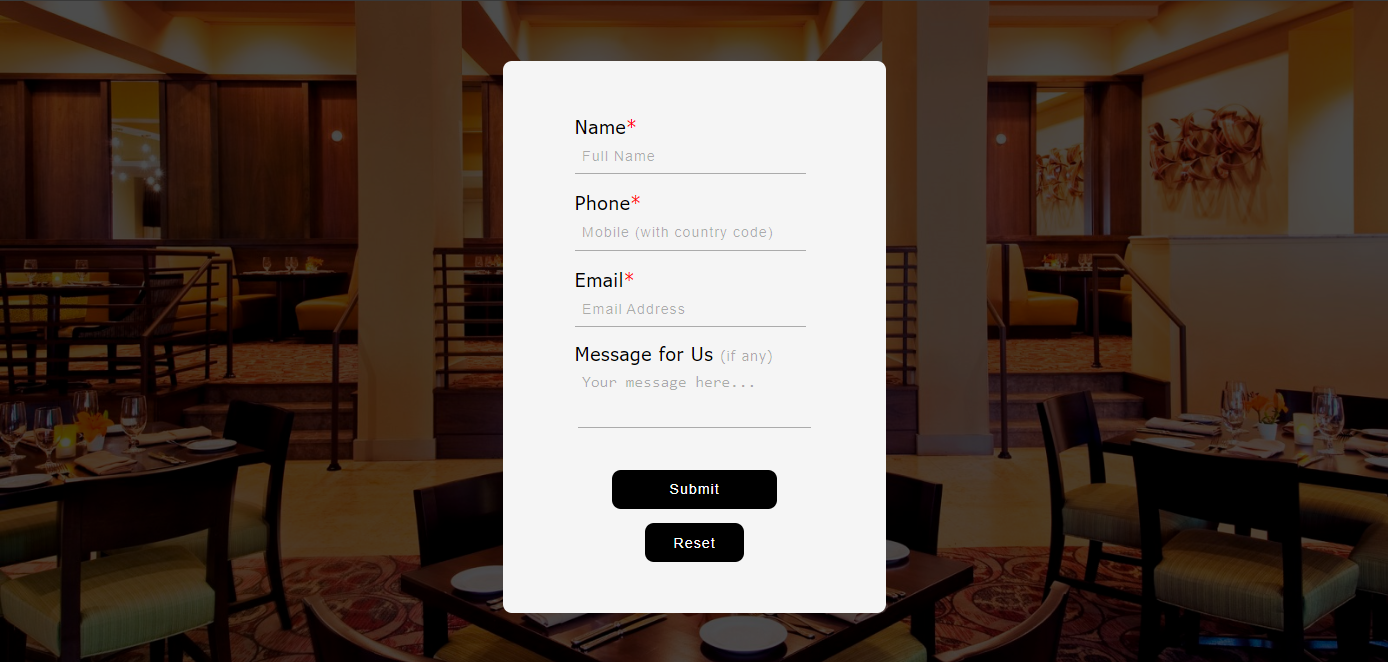 Name*
Full Name
Phone*
Mobile (with country code)
Email*
Email Address
Message for Us (if any)
Your message here...
Submit
Reset